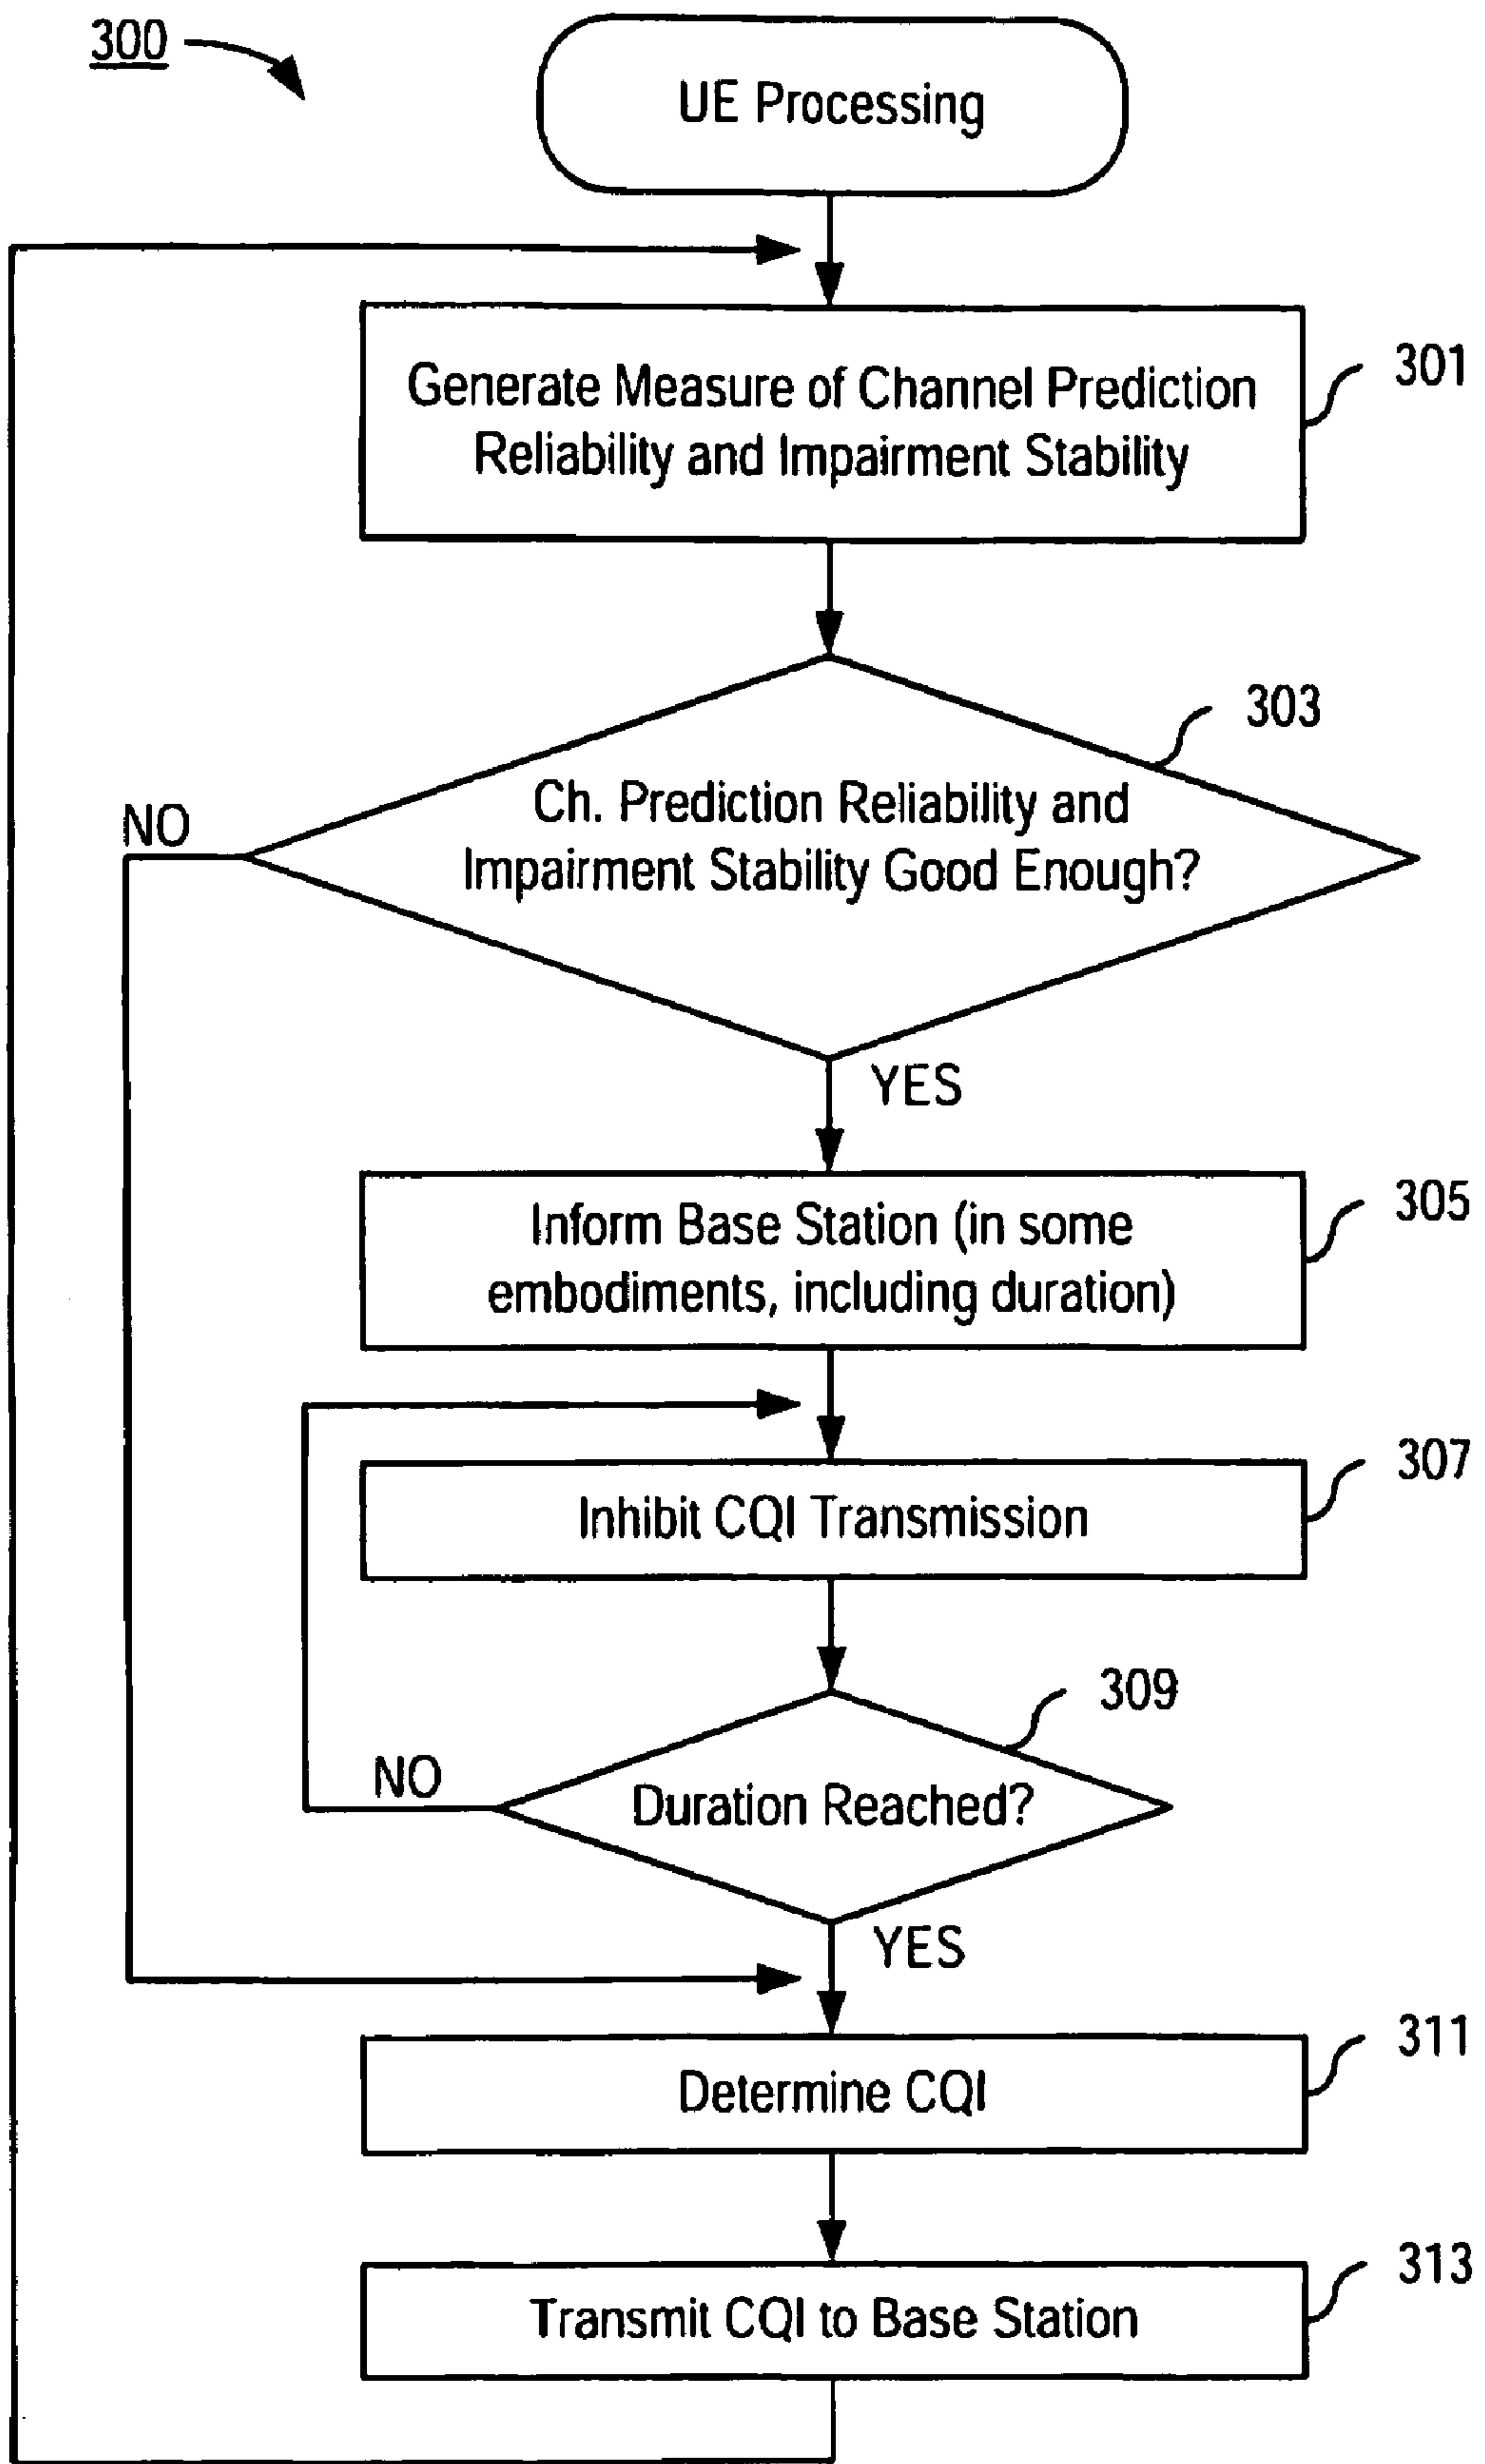 300
UE Processing
Generate Measure of Channel Prediction
Reliability and Impairment Stability
301
303
Ch. Prediction Reliability and
Impairment Stability Good Enough?
NO
YES
Inform Base Station (in some
embodiments, including duration)
305
Inhibit CQI Transmission
307
309
Duration Reached?
NO
YES
Determine CQI
311
Transmit CQI to Base Station
313